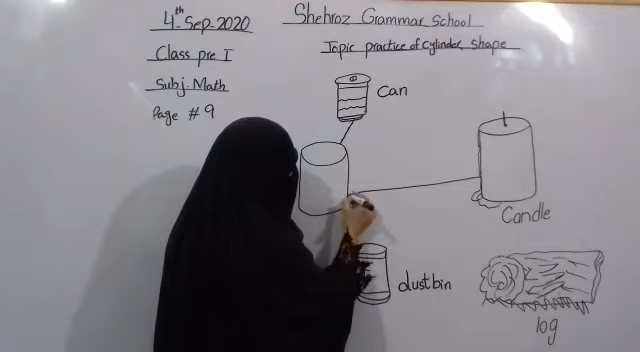 4th-Sep-2020
Shehroz Grammar School
Class pre I
Topic practice of cylinder shape
Subj. Math
Page # 9
Can
Candle
dustbin
log